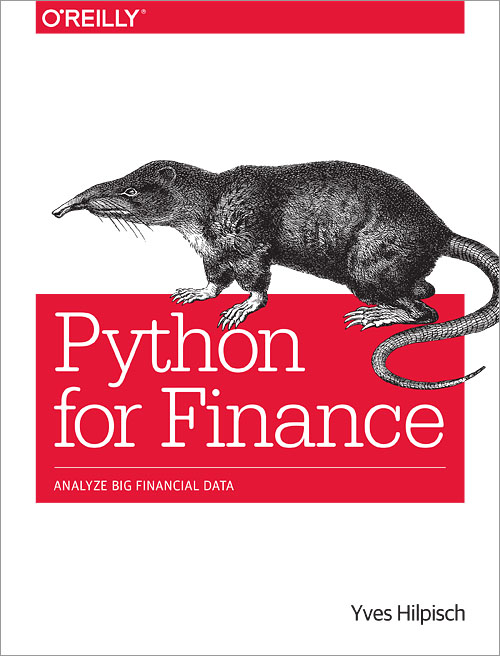 O'REILLY®
Python
for Finance
ANALYZE BIG FINANCIAL DATA
Yves Hilpisch